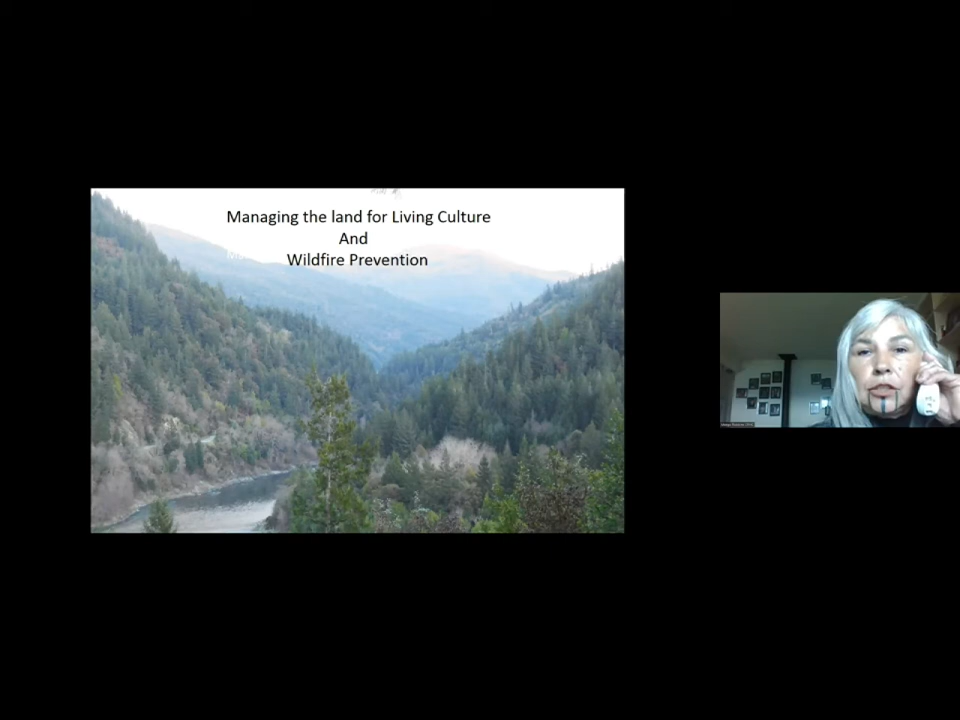 Managing the land for Living Culture
And
Wildfire Prevention